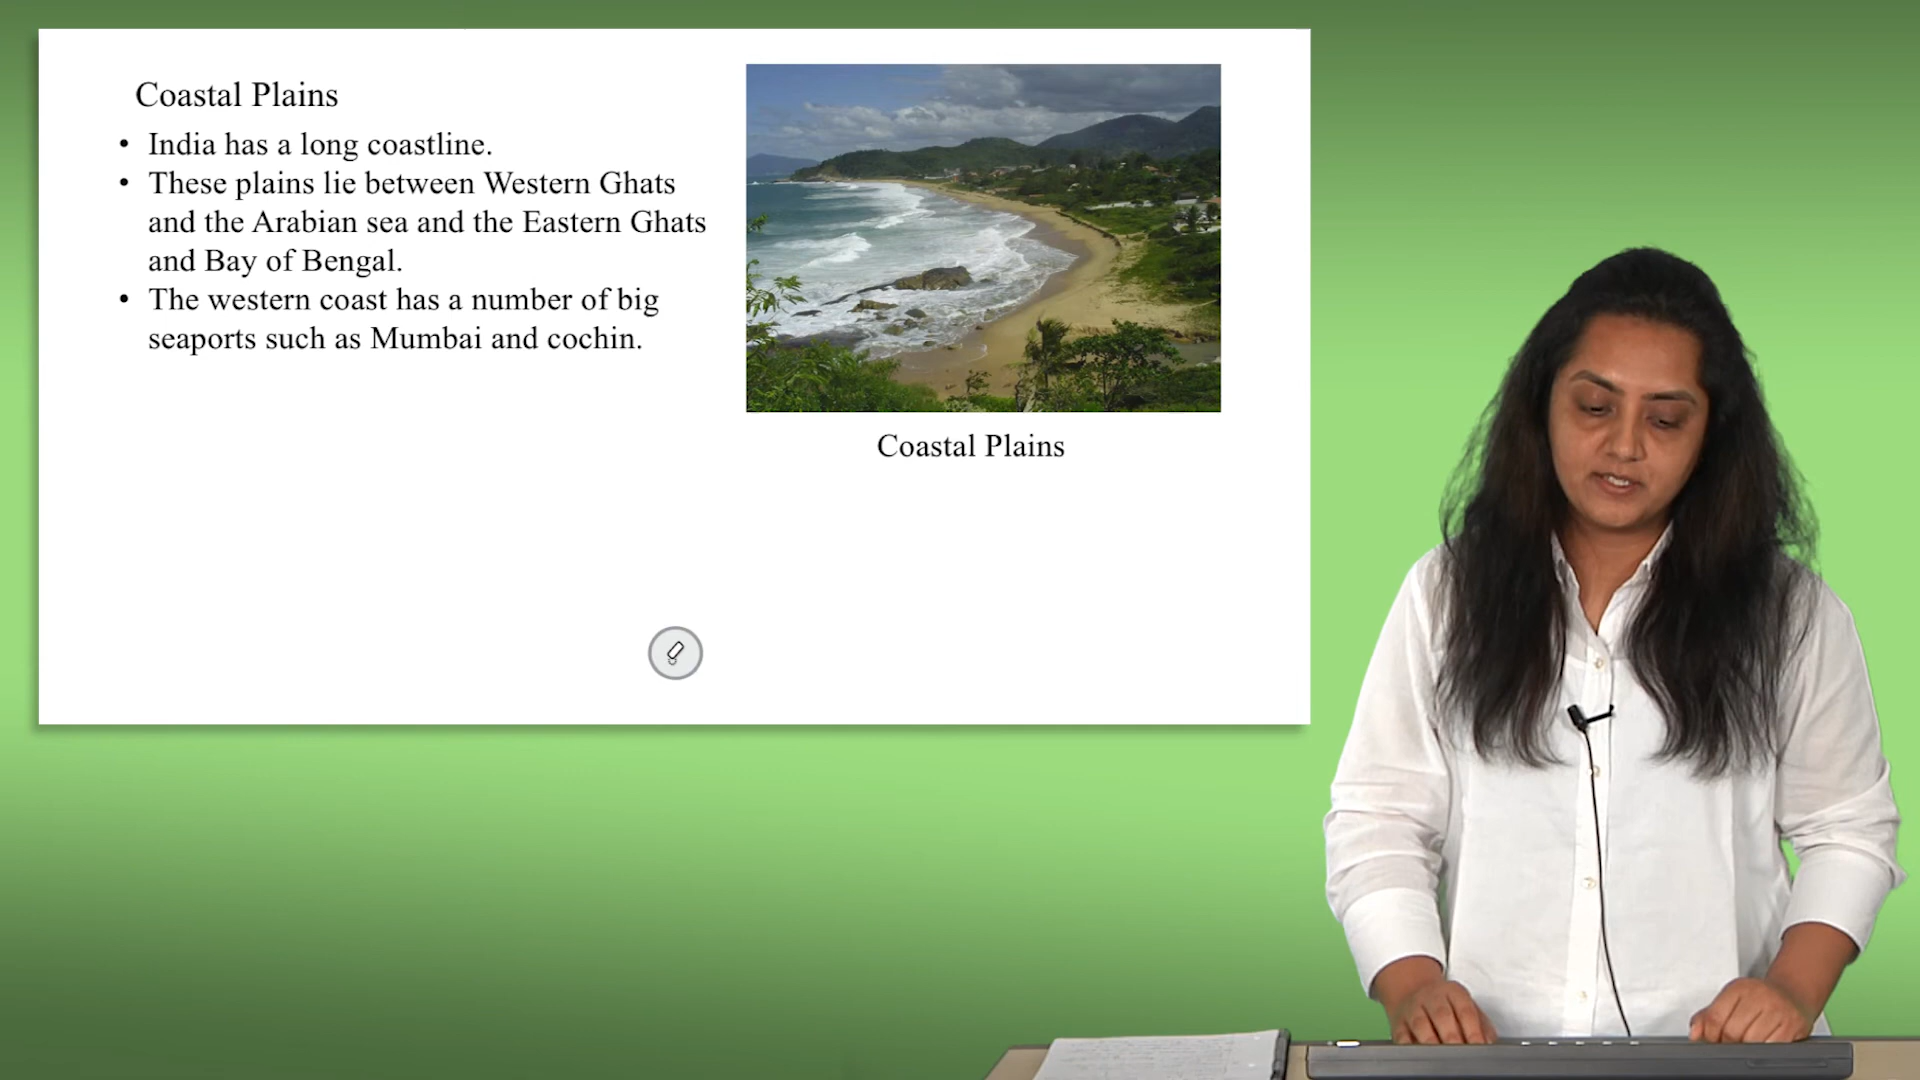 Coastal Plains
• India has a long coastline.
• These plains lie between Western Ghats
and the Arabian sea and the Eastern Ghats
and Bay of Bengal.
• The western coast has a number of big
seaports such as Mumbai and cochin.
Coastal Plains